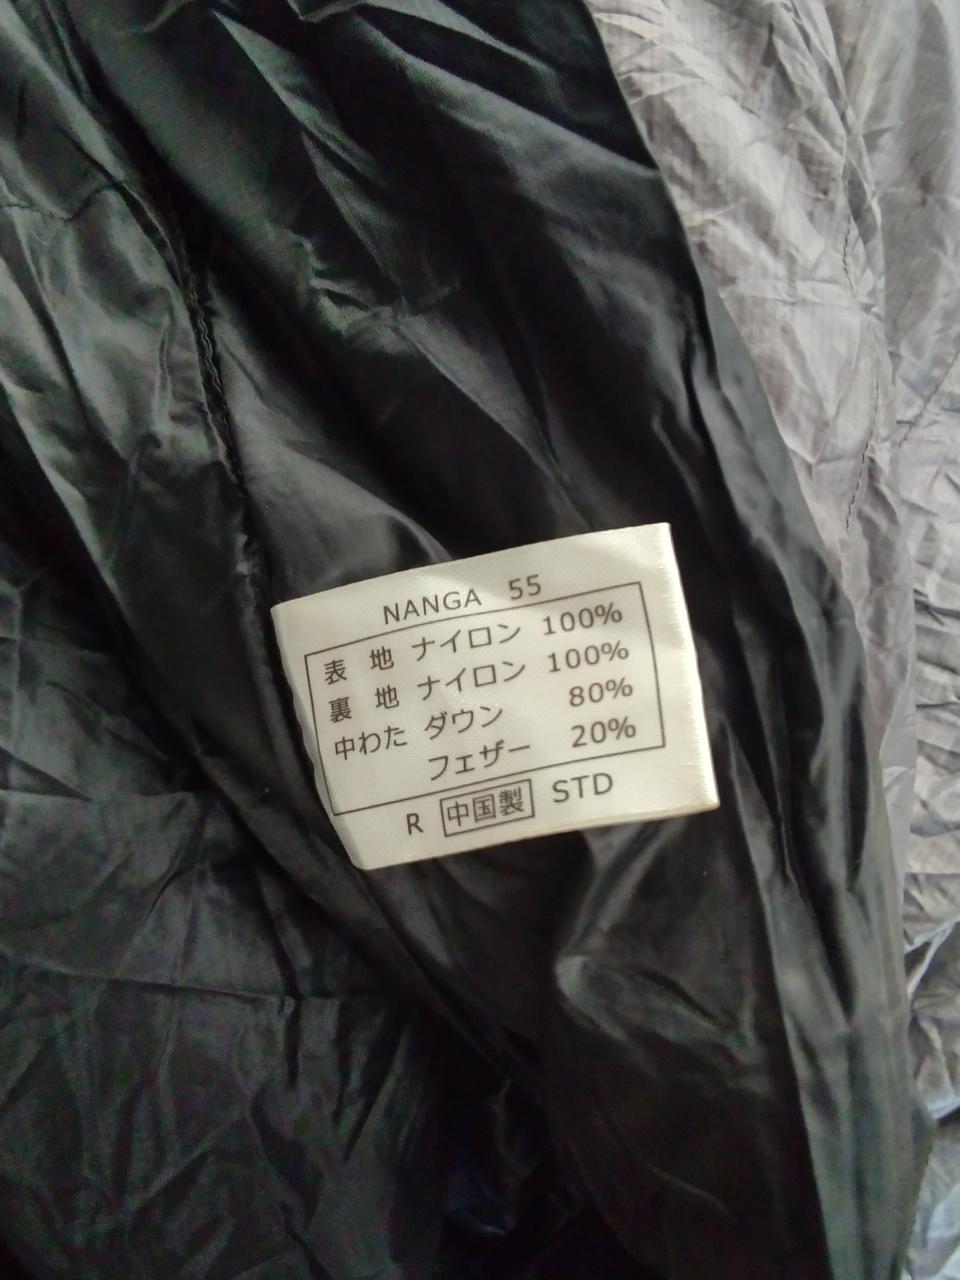 NANGA 55
表 地 ナイロン 100%
裏 地 ナイロン 100%
中わた ダウン 80%
フェザー 20%
R 中国製 STD